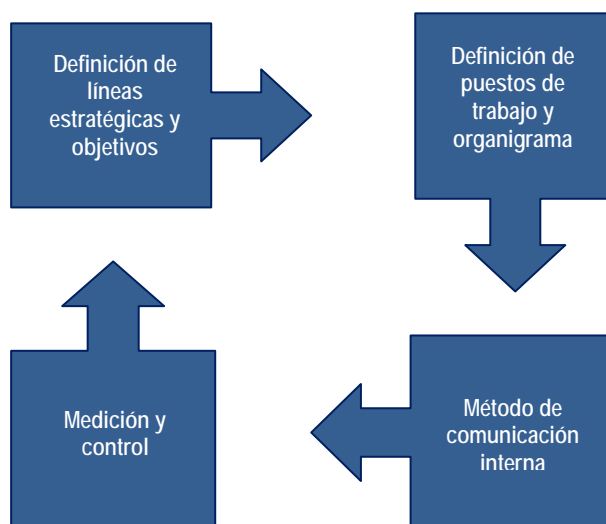 Definición de
líneas
estratégicas y
objetivos
Definición de
puestos de
trabajo y
organigrama
Método de
comunicación
interna
Medición y
control